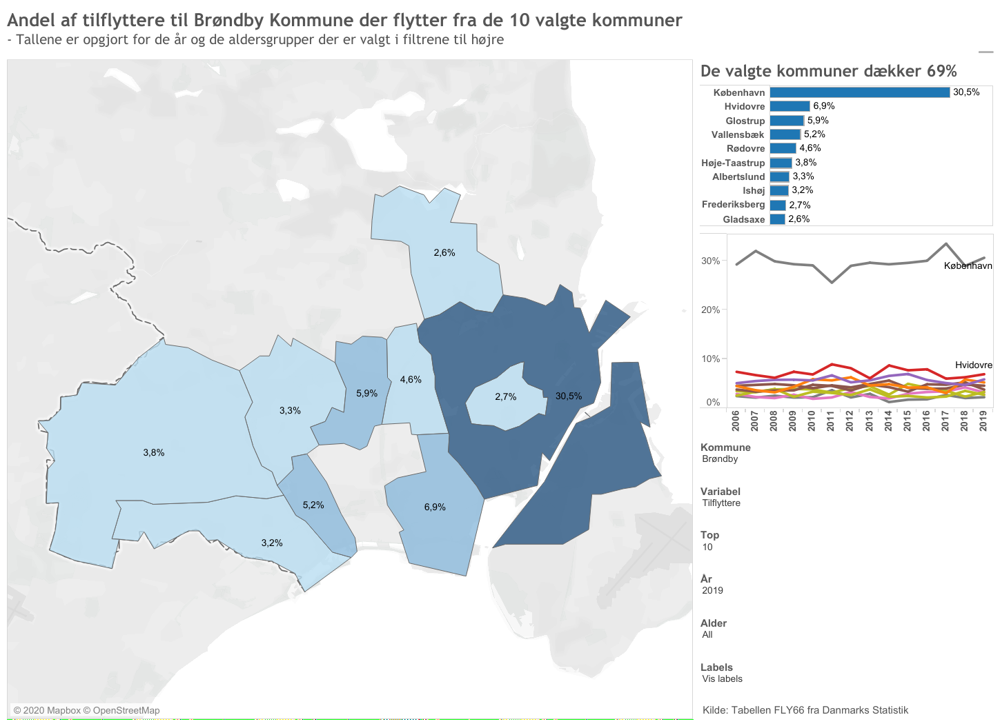 Andel af tilflyttere til Brøndby Kommune der flytter fra de 10 valgte kommuner
- Tallene er opgjort for de år og de aldersgrupper der er valgt i filtrene til højre
2,6%
4,6%
5,9%
2,7%
30,5%
3,3%
3,8%
5,2%
6,9%
3,2%
© 2020 Mapbox © OpenStreetMap
De valgte kommuner dækker 69%
København 30,5%
Hvidovre 6,9%
Glostrup 5,9%
Vallensbæk 5,2%
Rødovre 4,6%
Høje-Taastrup 3,8%
Albertslund 3,3%
Ishøj 3,2%
Frederiksberg 2,7%
Gladsaxe 2,6%
30%
København
20%
10%
Hvidovre
0%
2006 2007 2008 2009 2010 2011 2012 2013 2014 2015 2016 2017 2018 2019
Kommune
Brøndby
Variabel
Tilflyttere
Top
10
År
2019
Alder
All
Labels
Vis labels
Kilde: Tabellen FLY66 fra Danmarks Statistik